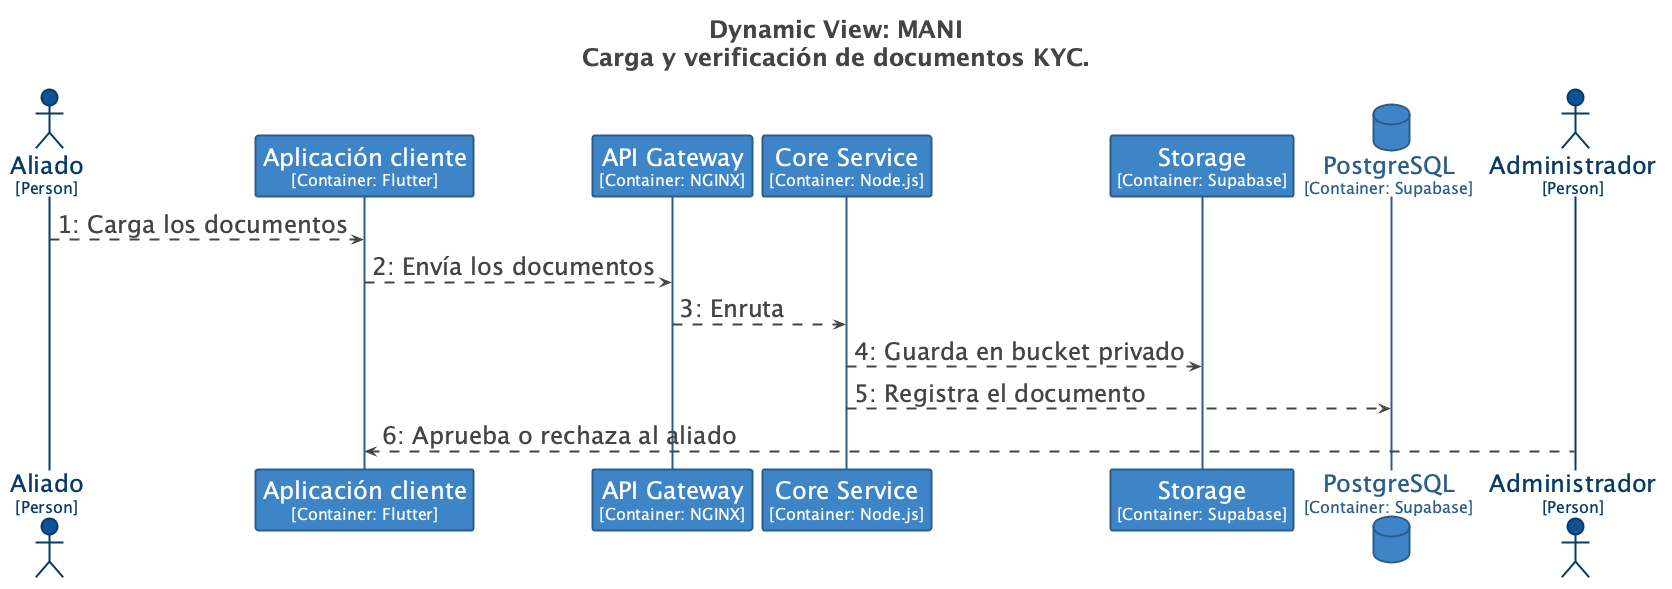 Dynamic View: MANI
Carga y verificación de documentos KYC.
Aliado
[Person]
Aplicación cliente
[Container: Flutter]
API Gateway
[Container: NGINX]
Core Service
[Container: Node.js]
Storage
[Container: Supabase]
PostgreSQL
[Container: Supabase]
Administrador
[Person]
1: Carga los documentos
2: Envía los documentos
3: Enruta
4: Guarda en bucket privado
5: Registra el documento
6: Aprueba o rechaza al aliado
Aliado
[Person]
Aplicación cliente
[Container: Flutter]
API Gateway
[Container: NGINX]
Core Service
[Container: Node.js]
Storage
[Container: Supabase]
PostgreSQL
[Container: Supabase]
Administrador
[Person]